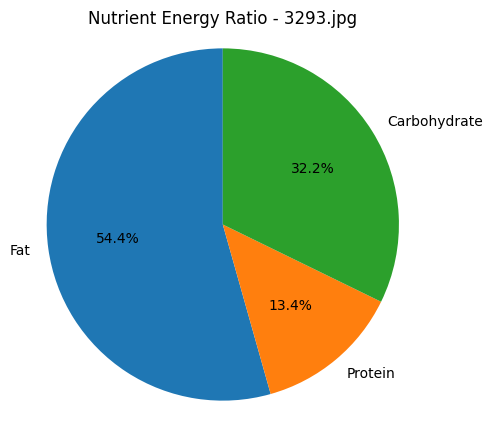 Nutrient Energy Ratio - 3293.jpg
Carbohydrate
32.2%
54.4%
Fat
13.4%
Protein